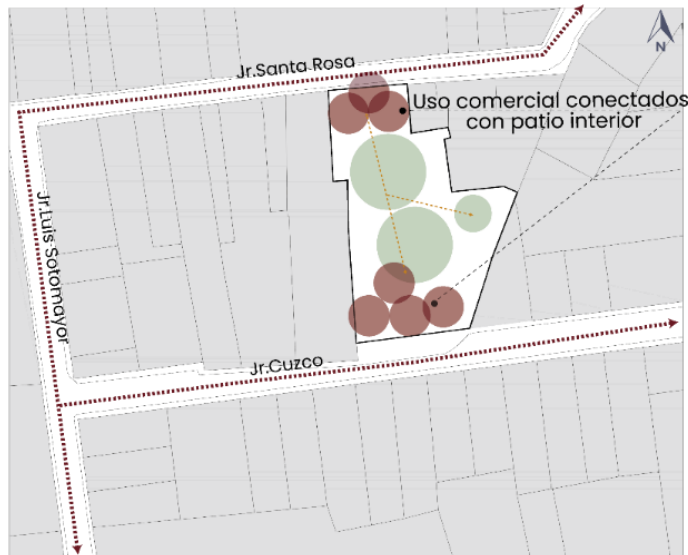 N
Jr.Santa Rosa
Uso comercial conectados
con patio interior
Jr.Luis Sotomayor
Jr.Cuzco